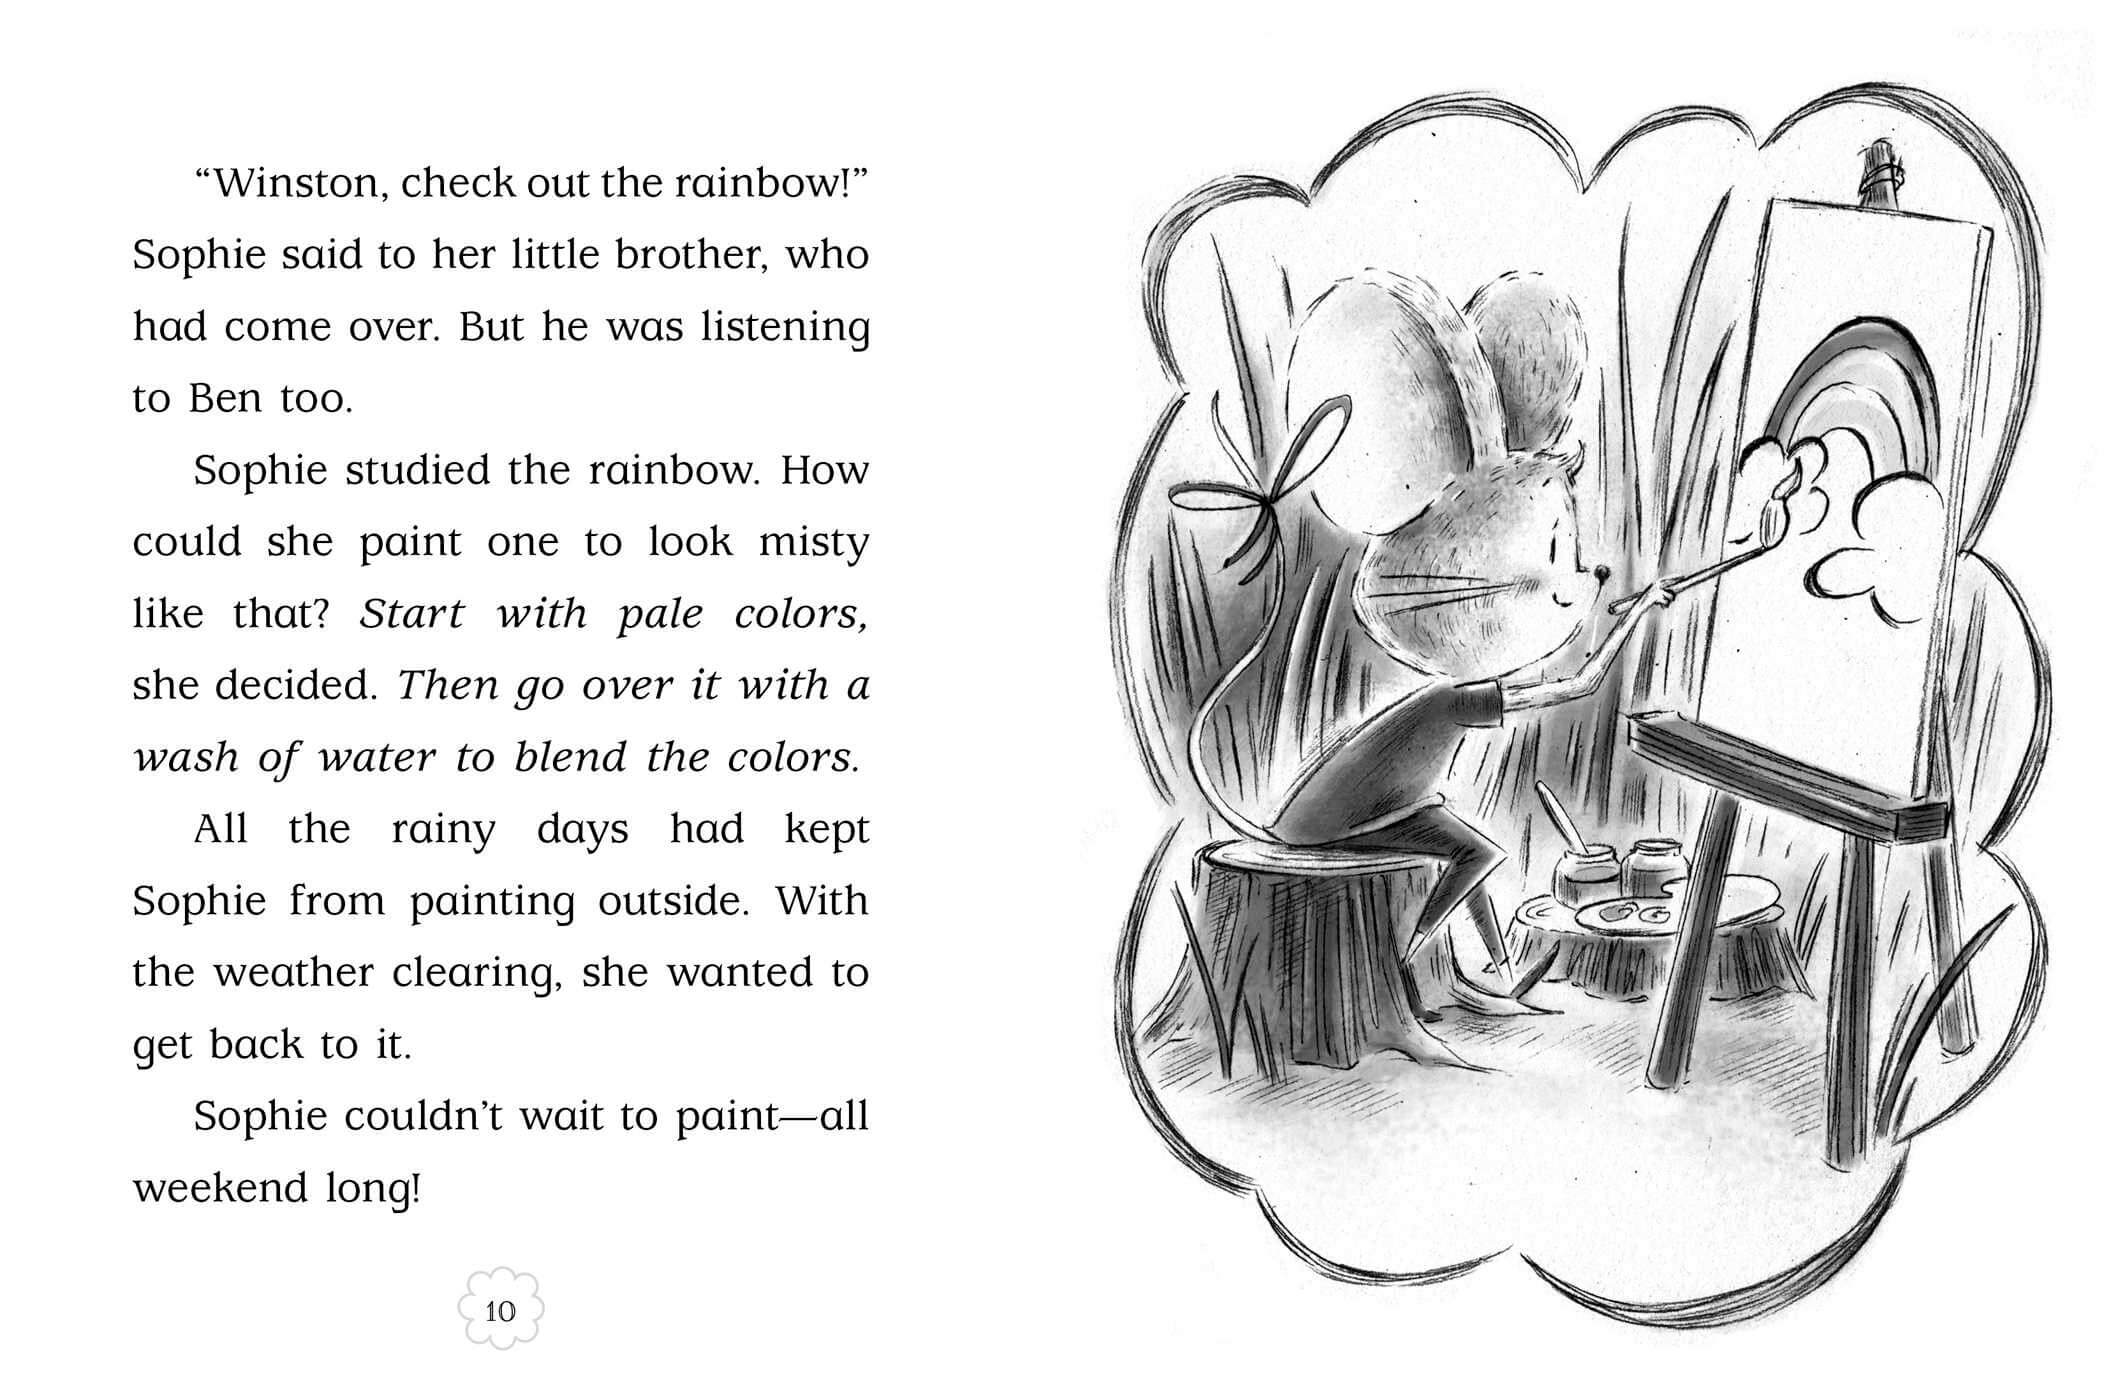 “Winston, check out the rainbow!”
Sophie said to her little brother, who
had come over. But he was listening
to Ben too.
Sophie studied the rainbow. How
could she paint one to look misty
like that? Start with pale colors,
she decided. Then go over it with a
wash of water to blend the colors.
All the rainy days had kept
Sophie from painting outside. With
the weather clearing, she wanted to
get back to it.
Sophie couldn’t wait to paint—all
weekend long!
10